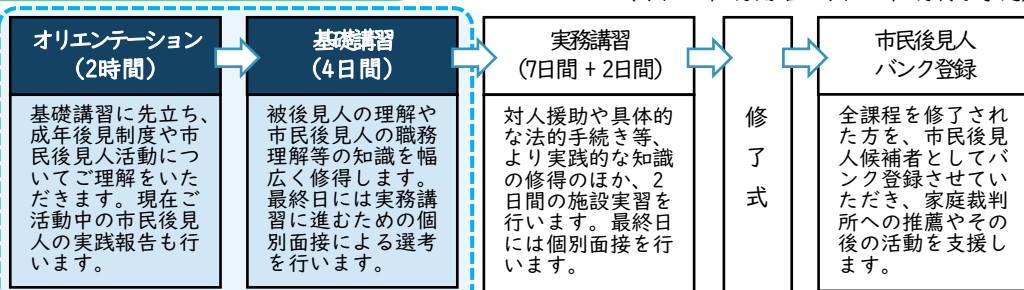 オリエンテーション
（2時間）
基礎講習に先立ち、
成年後見制度や市
民後見人活動につ
いてご理解をいた
だきます。現在ご
活動中の市民後見
人の実践報告も行
います。
基礎講習
（4日間）
被後見人の理解や
市民後見人の職務
理解等の知識を幅
広く修得します。
最終日には実務講
習に進むための個
別面接による選考
を行います。
実務講習
（7日間 + 2日間）
対人援助や具体的
な法的手続き等、
より実践的な知識
の修得のほか、2
日間の施設実習を
行います。最終日
には個別面接を行
います。
修了式
市民後見人
バンク登録
全課程を修了され
た方を、市民後見
人候補者としてバ
ンク登録させてい
ただき、家庭裁判
所への推薦やその
後の活動を支援し
ます。